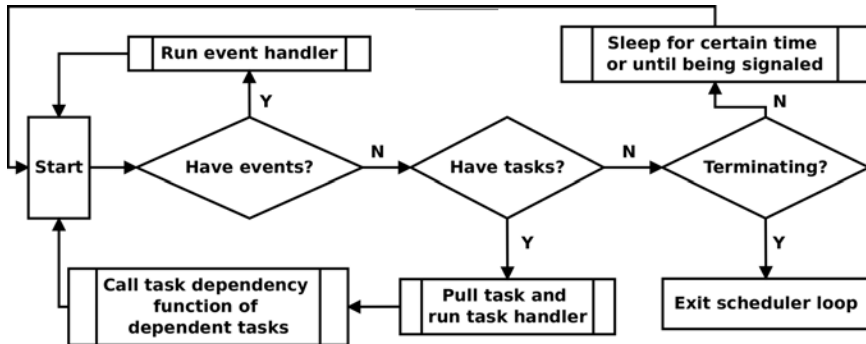 Run event handler
Sleep for certain time
or until being signaled
Y
N
Start
Have events?
N
Have tasks?
N
Terminating?
Y
Y
Call task dependency
function of
dependent tasks
Pull task and
run task handler
Exit scheduler loop